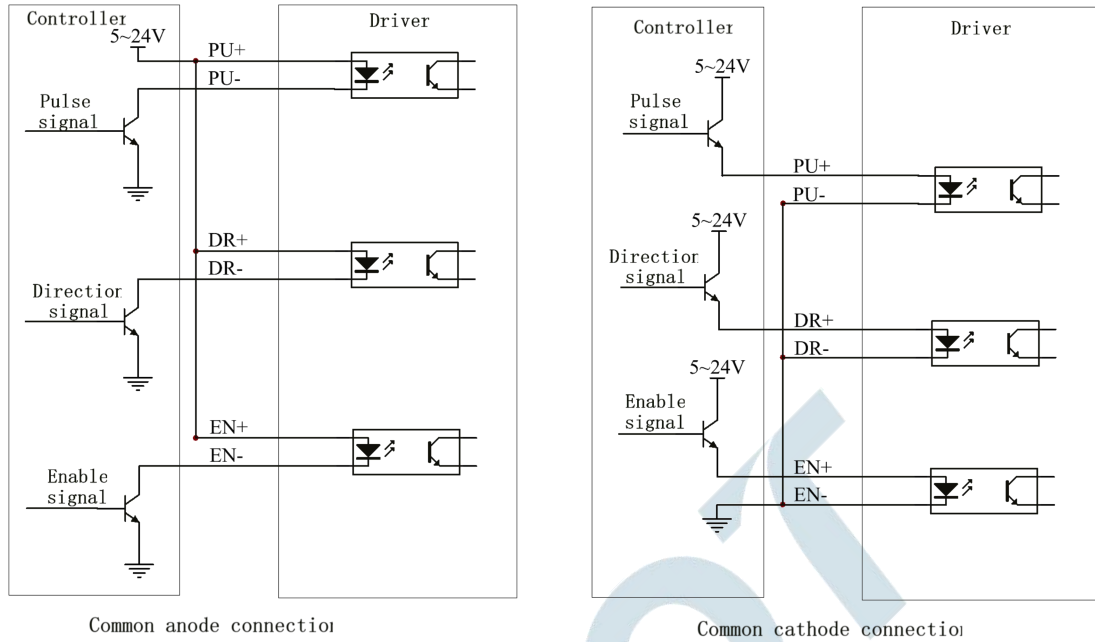 Controller
Driver
5~24V
PU+
PU-
Pulse
signal
DR+
DR-
Direction
signal
EN+
EN-
Enable
signal
Common anode connection
Controller
Driver
5~24V
Pulse
signal
PU+
PU-
5~24V
Direction
signal
DR+
DR-
5~24V
Enable
signal
EN+
EN-
Common cathode connection